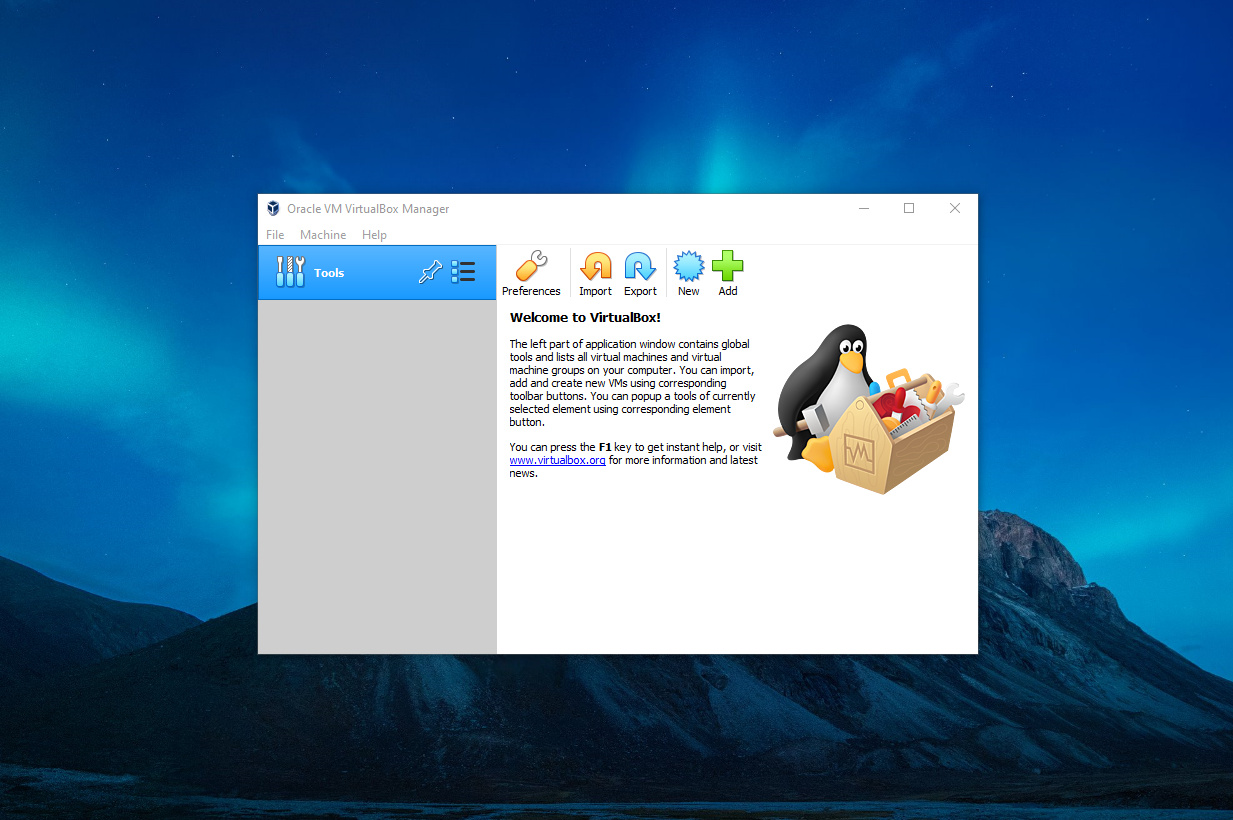 Oracle VM VirtualBox Manager
File Machine Help
Tools
Preferences Import Export New Add
Welcome to VirtualBox!
The left part of application window contains global
tools and lists all virtual machines and virtual
machine groups on your computer. You can import,
add and create new VMs using corresponding
toolbar buttons. You can popup a tools of currently
selected element using corresponding element
button.
You can press the F1 key to get instant help, or visit
www.virtualbox.org for more information and latest
news.